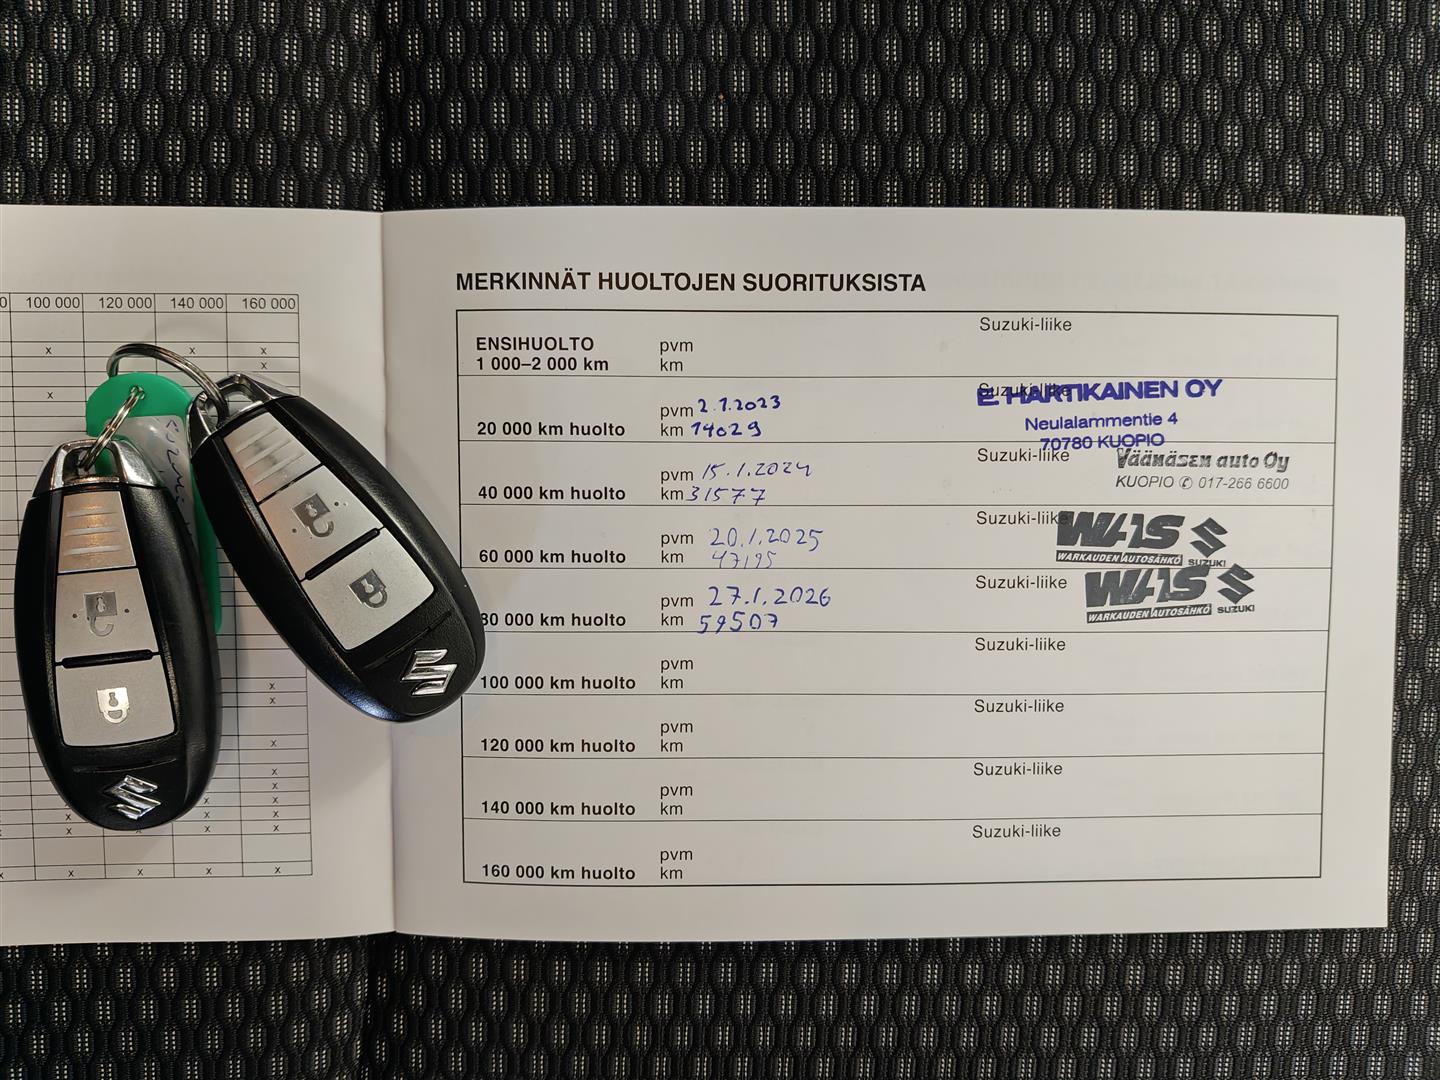 100 000 120 000 140 000 160 000
MERKINNÄT HUOLTOJEN SUORITUKSISTA
Suzuki-liike
ENSIHUOLTO pvm
1 000–2 000 km km
Suzuki-liike
E. HARTIKAINEN OY
pvm 2.1.2023
Neulalammentie 4
20 000 km huolto km 14029
70780 KUOPIO
Suzuki-liike
Väänäsen auto Oy
pvm 15.1.2024
KUOPIO ✆ 017-266 6600
40 000 km huolto km 31577
Suzuki-liike
WAS
pvm 20.1.2025
60 000 km huolto km 47195
WARKAUDEN AUTOSÄHKÖ SUZUKI
Suzuki-liike
WAS
pvm 27.1.2026
WARKAUDEN AUTOSÄHKÖ SUZUKI
80 000 km huolto km 59507
Suzuki-liike
pvm
100 000 km huolto km
Suzuki-liike
pvm
120 000 km huolto km
Suzuki-liike
pvm
140 000 km huolto km
Suzuki-liike
pvm
160 000 km huolto km